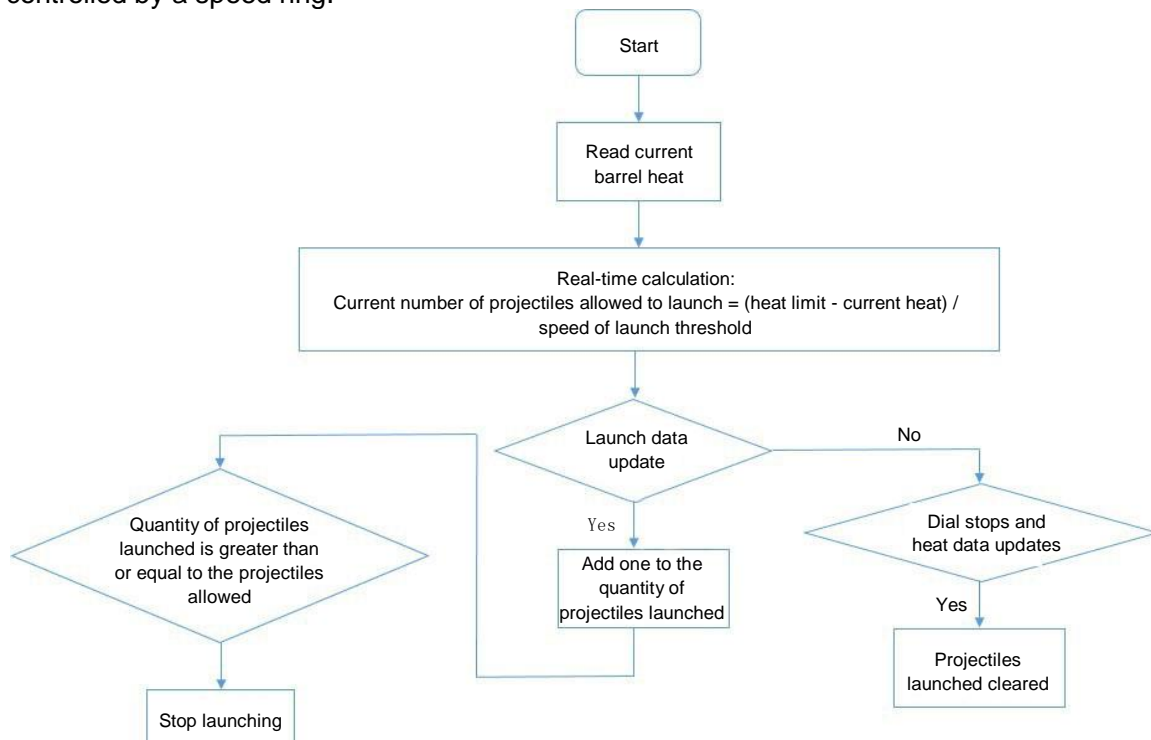 controlled by a speed ring.
Start
Read current
barrel heat
Real-time calculation:
Current number of projectiles allowed to launch = (heat limit - current heat) /
speed of launch threshold
Launch data
update
No
Yes
Quantity of projectiles
launched is greater than
or equal to the projectiles
allowed
Dial stops and
heat data updates
Add one to the
quantity of
projectiles launched
Yes
Projectiles
launched cleared
Stop launching